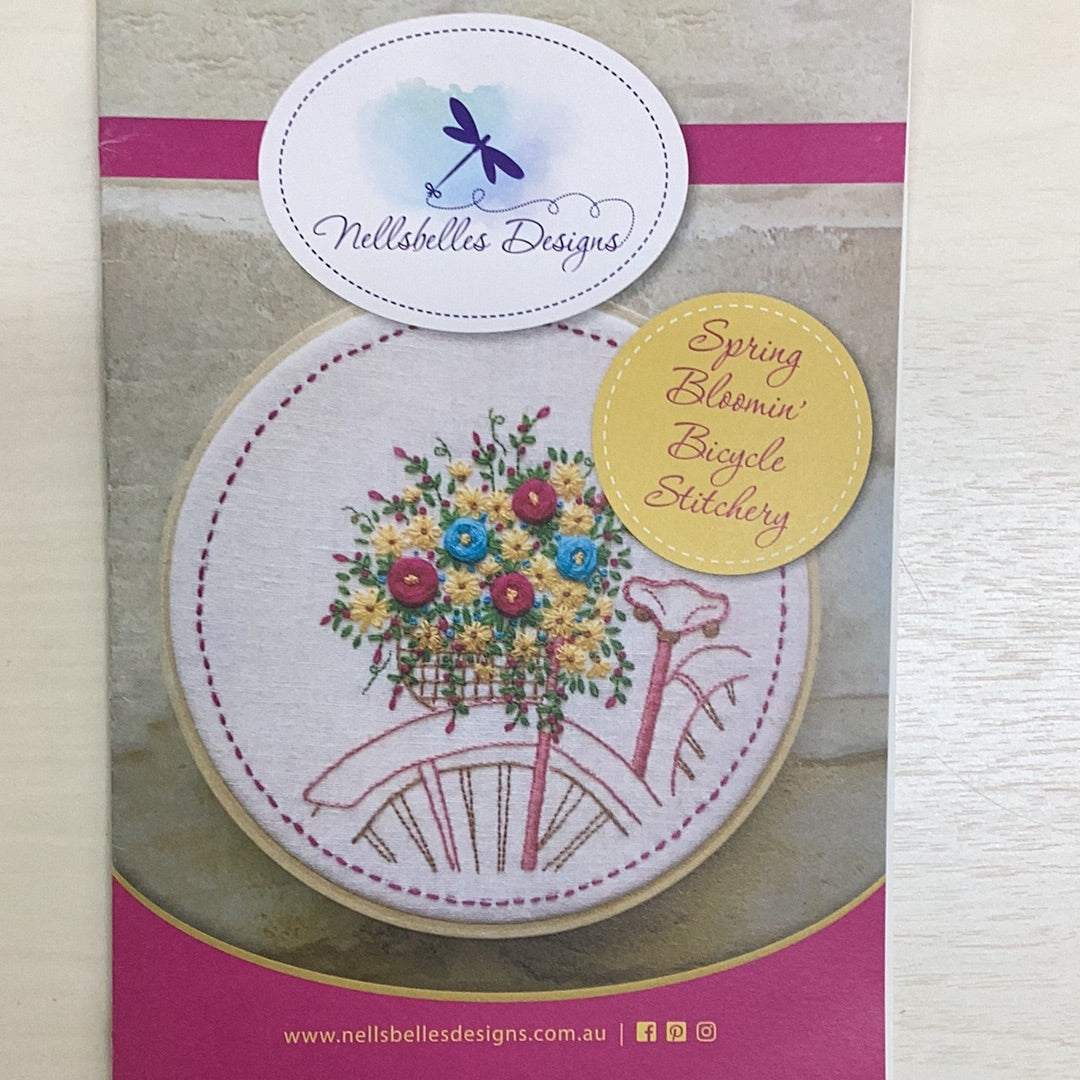 Nellsbelles Designs
Spring
Bloomin'
Bicycle
Stitchery
www.nellsbellesdesigns.com.au |